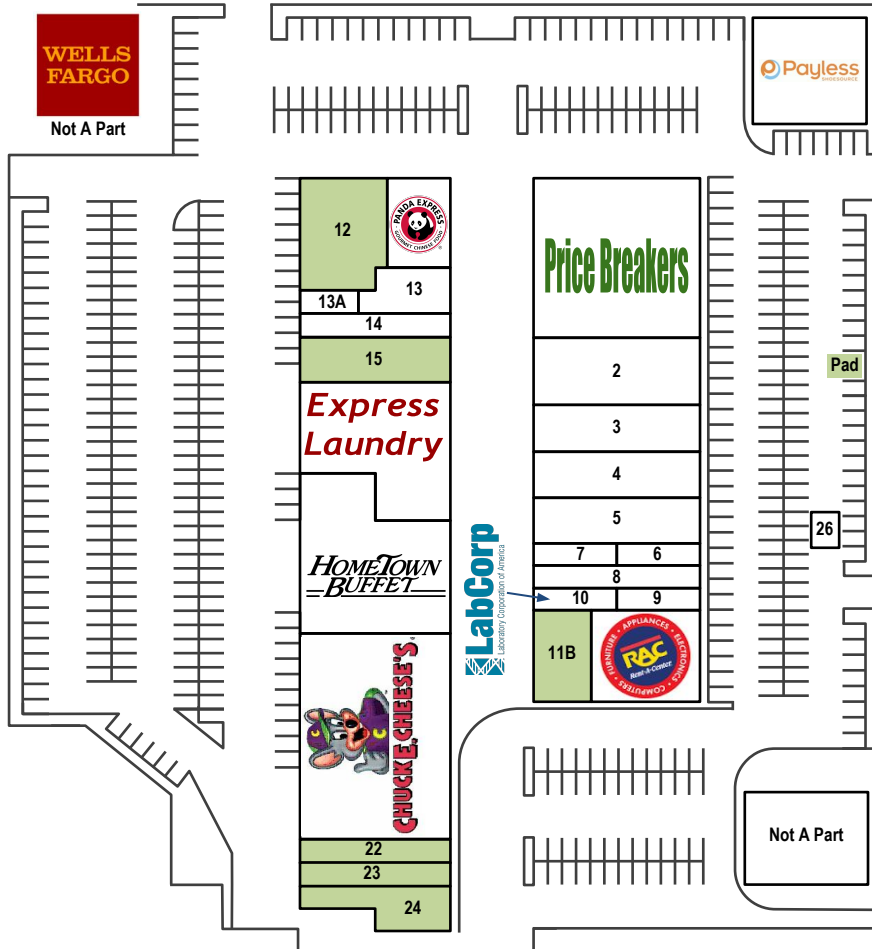 WELLS
FARGO
Not A Part
Payless
SHOESOURCE
12
PANDA EXPRESS
GOURMET CHINESE FOOD
13
13A
14
15
Express
Laundry
HOMETOWN
BUFFET
CHUCK E. CHEESE'S
22
23
24
Price Breakers
2
3
4
5
7
6
8
10
9
LabCorp
Laboratory Corporation of America
11B
FURNITURE • APPLIANCES • ELECTRONICS • COMPUTERS
RAC
Rent-A-Center
Pad
26
Not A Part